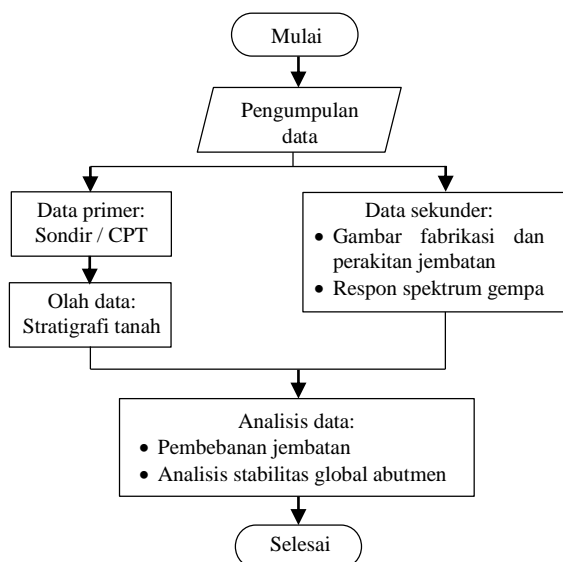 Mulai
Pengumpulan
data
Data primer:
Sondir / CPT
Olah data:
Stratigrafi tanah
Data sekunder:
• Gambar fabrikasi dan
perakitan jembatan
• Respon spektrum gempa
Analisis data:
• Pembebanan jembatan
• Analisis stabilitas global abutmen
Selesai